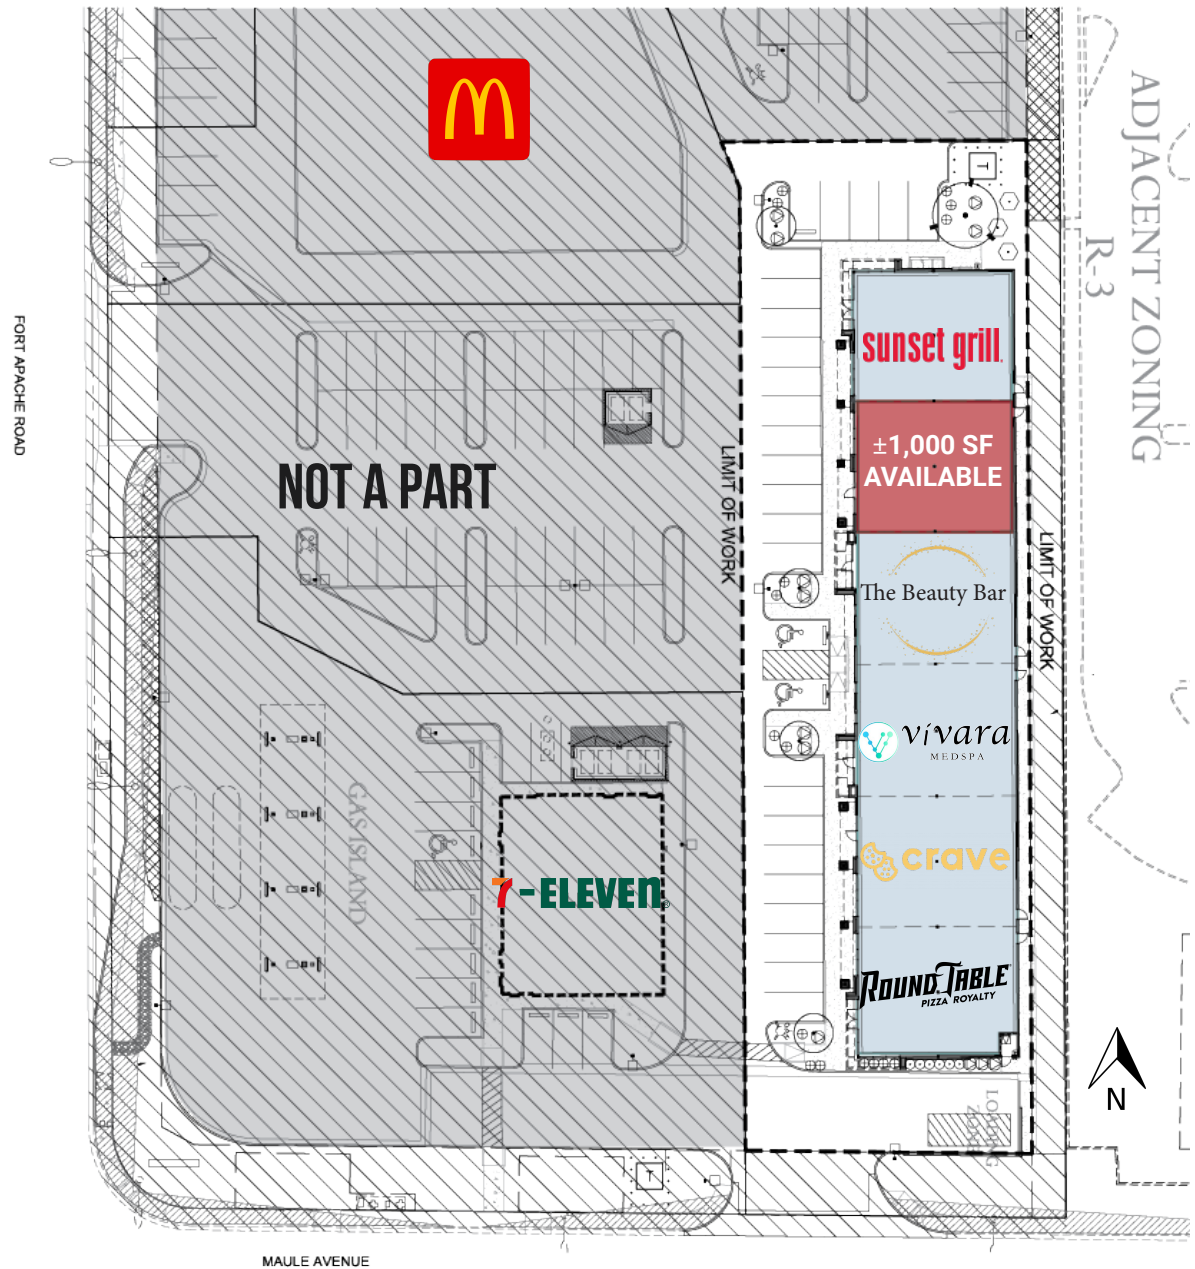 ADJACENT ZONING
R-3
T
FORT APACHE ROAD
sunset grill.
±1,000 SF
AVAILABLE
NOT A PART
LIMIT OF WORK
LIMIT OF WORK
The Beauty Bar
vívara
MEDSPA
GAS ISLAND
crave
7-ELEVEn®
ROUND TABLE
PIZZA ROYALTY
N
LOADING
ZONE
T
MAULE AVENUE